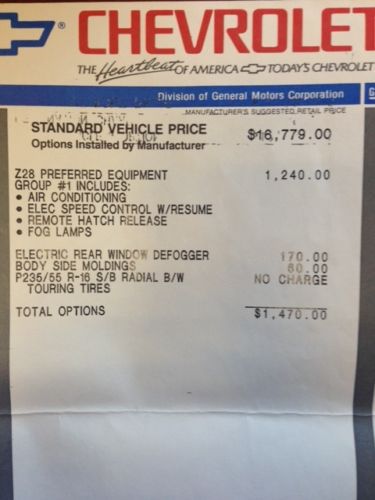 CHEVROLET
THE Heartbeat OF AMERICA TODAY'S CHEVROLET
Division of General Motors Corporation
MANUFACTURER'S SUGGESTED RETAIL PRICE
STANDARD VEHICLE PRICE $16,779.00
Options Installed by Manufacturer
Z28 PREFERRED EQUIPMENT 1,240.00
GROUP #1 INCLUDES:
• AIR CONDITIONING
• ELEC SPEED CONTROL W/RESUME
• REMOTE HATCH RELEASE
• FOG LAMPS
ELECTRIC REAR WINDOW DEFOGGER 170.00
BODY SIDE MOLDINGS 60.00
P235/55 R-16 S/B RADIAL B/W NO CHARGE
TOURING TIRES
TOTAL OPTIONS $1,470.00